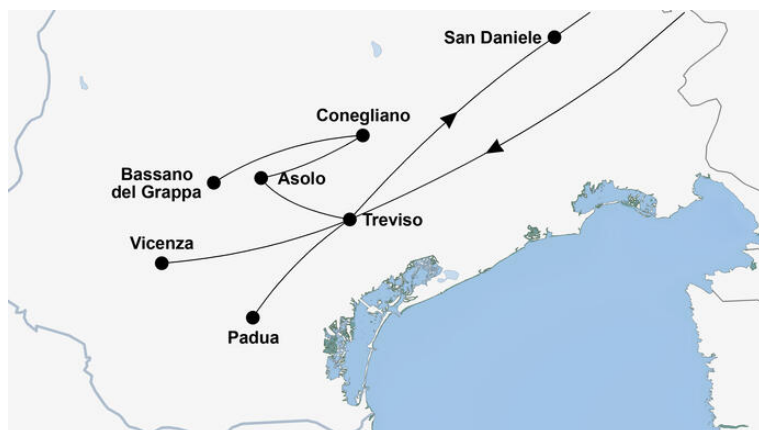 San Daniele
Conegliano
Bassano
del Grappa
Asolo
Treviso
Vicenza
Padua